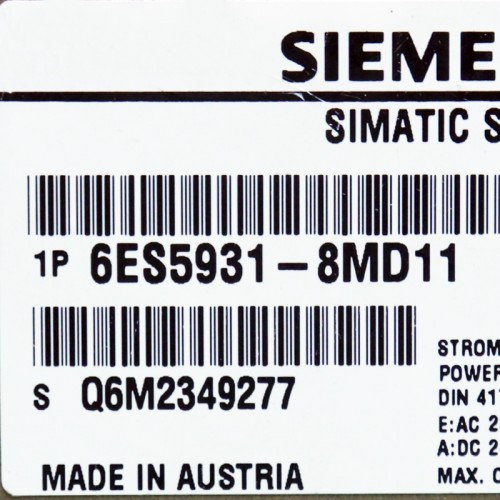 SIEME
SIMATIC S
1P 6ES5931-8MD11
S Q6M2349277
STROM
POWER
DIN 41
E:AC 2
A:DC 2
MAX. C
MADE IN AUSTRIA